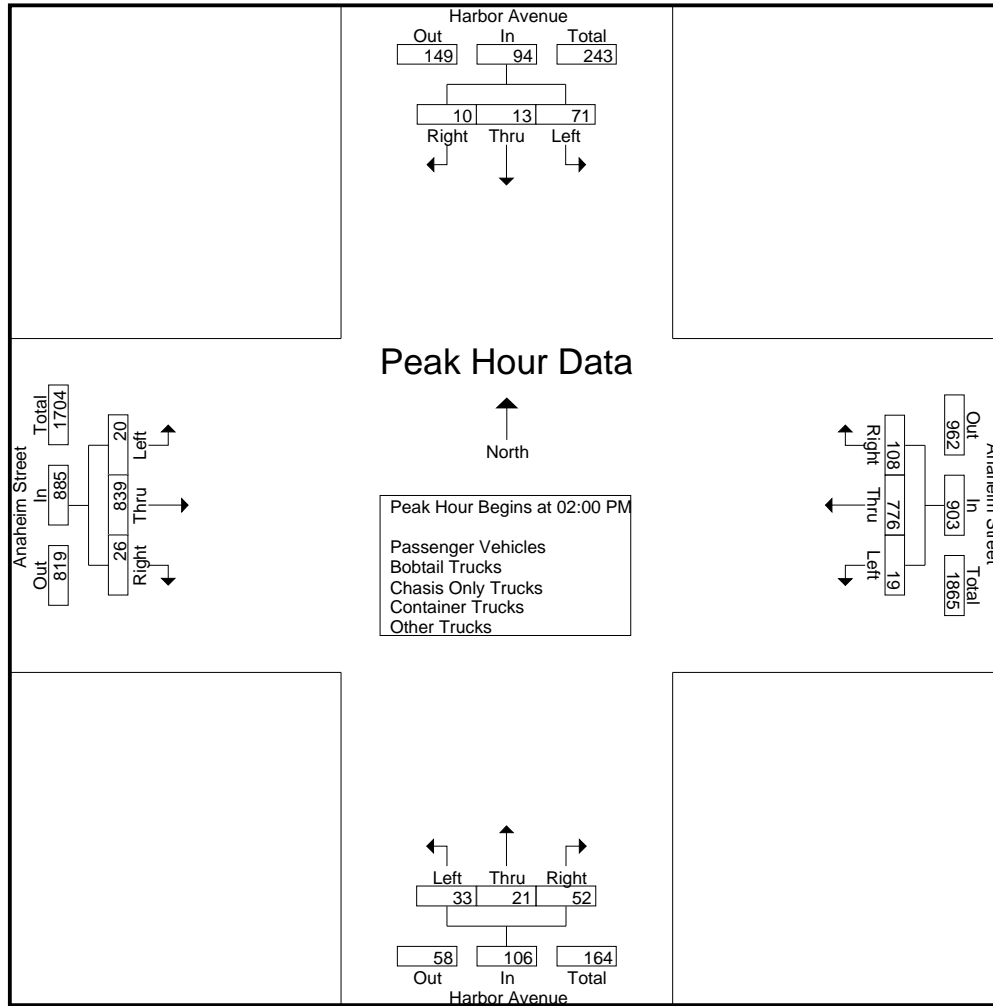 Harbor Avenue
Out In Total
149 94 243
10 13 71
Right Thru Left
Peak Hour Data
North
Peak Hour Begins at 02:00 PM
Passenger Vehicles
Bobtail Trucks
Chasis Only Trucks
Container Trucks
Other Trucks
Anaheim Street
Out In Total
819 885 1704
Left Thru Right
20 839 26
Anaheim Street
Out In Total
962 903 1865
Right Thru Left
108 776 19
Left Thru Right
33 21 52
58 106 164
Out In Total
Harbor Avenue